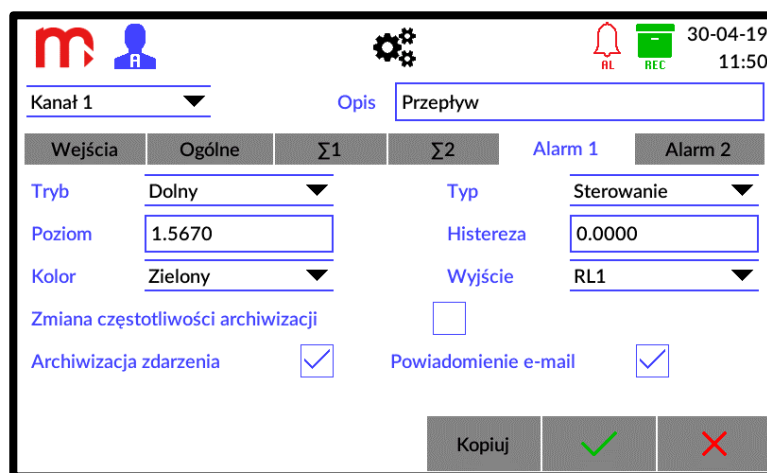 m A AL REC 30-04-19
11:50
Kanał 1 Opis Przepływ
Wejścia Ogólne ∑1 ∑2 Alarm 1 Alarm 2
Tryb Dolny Typ Sterowanie
Poziom 1.5670 Histereza 0.0000
Kolor Zielony Wyjście RL1
Zmiana częstotliwości archiwizacji
Archiwizacja zdarzenia Powiadomienie e-mail
Kopiuj